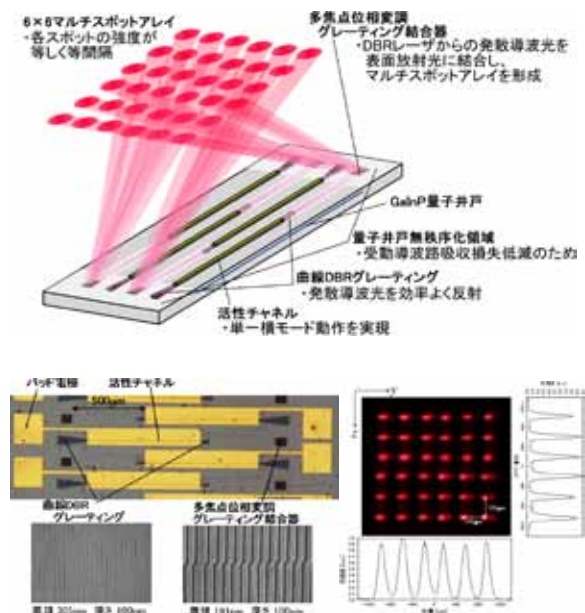 6×6マルチスポットアレイ
・各スポットの強度が
等しく等間隔
多焦点位相変調
グレーティング結合器
・DBRレーザからの発散導波光を
表面放射光に結合し、
マルチスポットアレイを形成
GaInP量子井戸
量子井戸無秩序化領域
・受動導波路吸収損失低減のため
曲線DBRグレーティング
・発散導波光を効率よく反射
活性チャネル
・単一横モード動作を実現
パッド電極
活性チャネル
500μm
曲線DBR
グレーティング
多焦点位相変調
グレーティング結合器